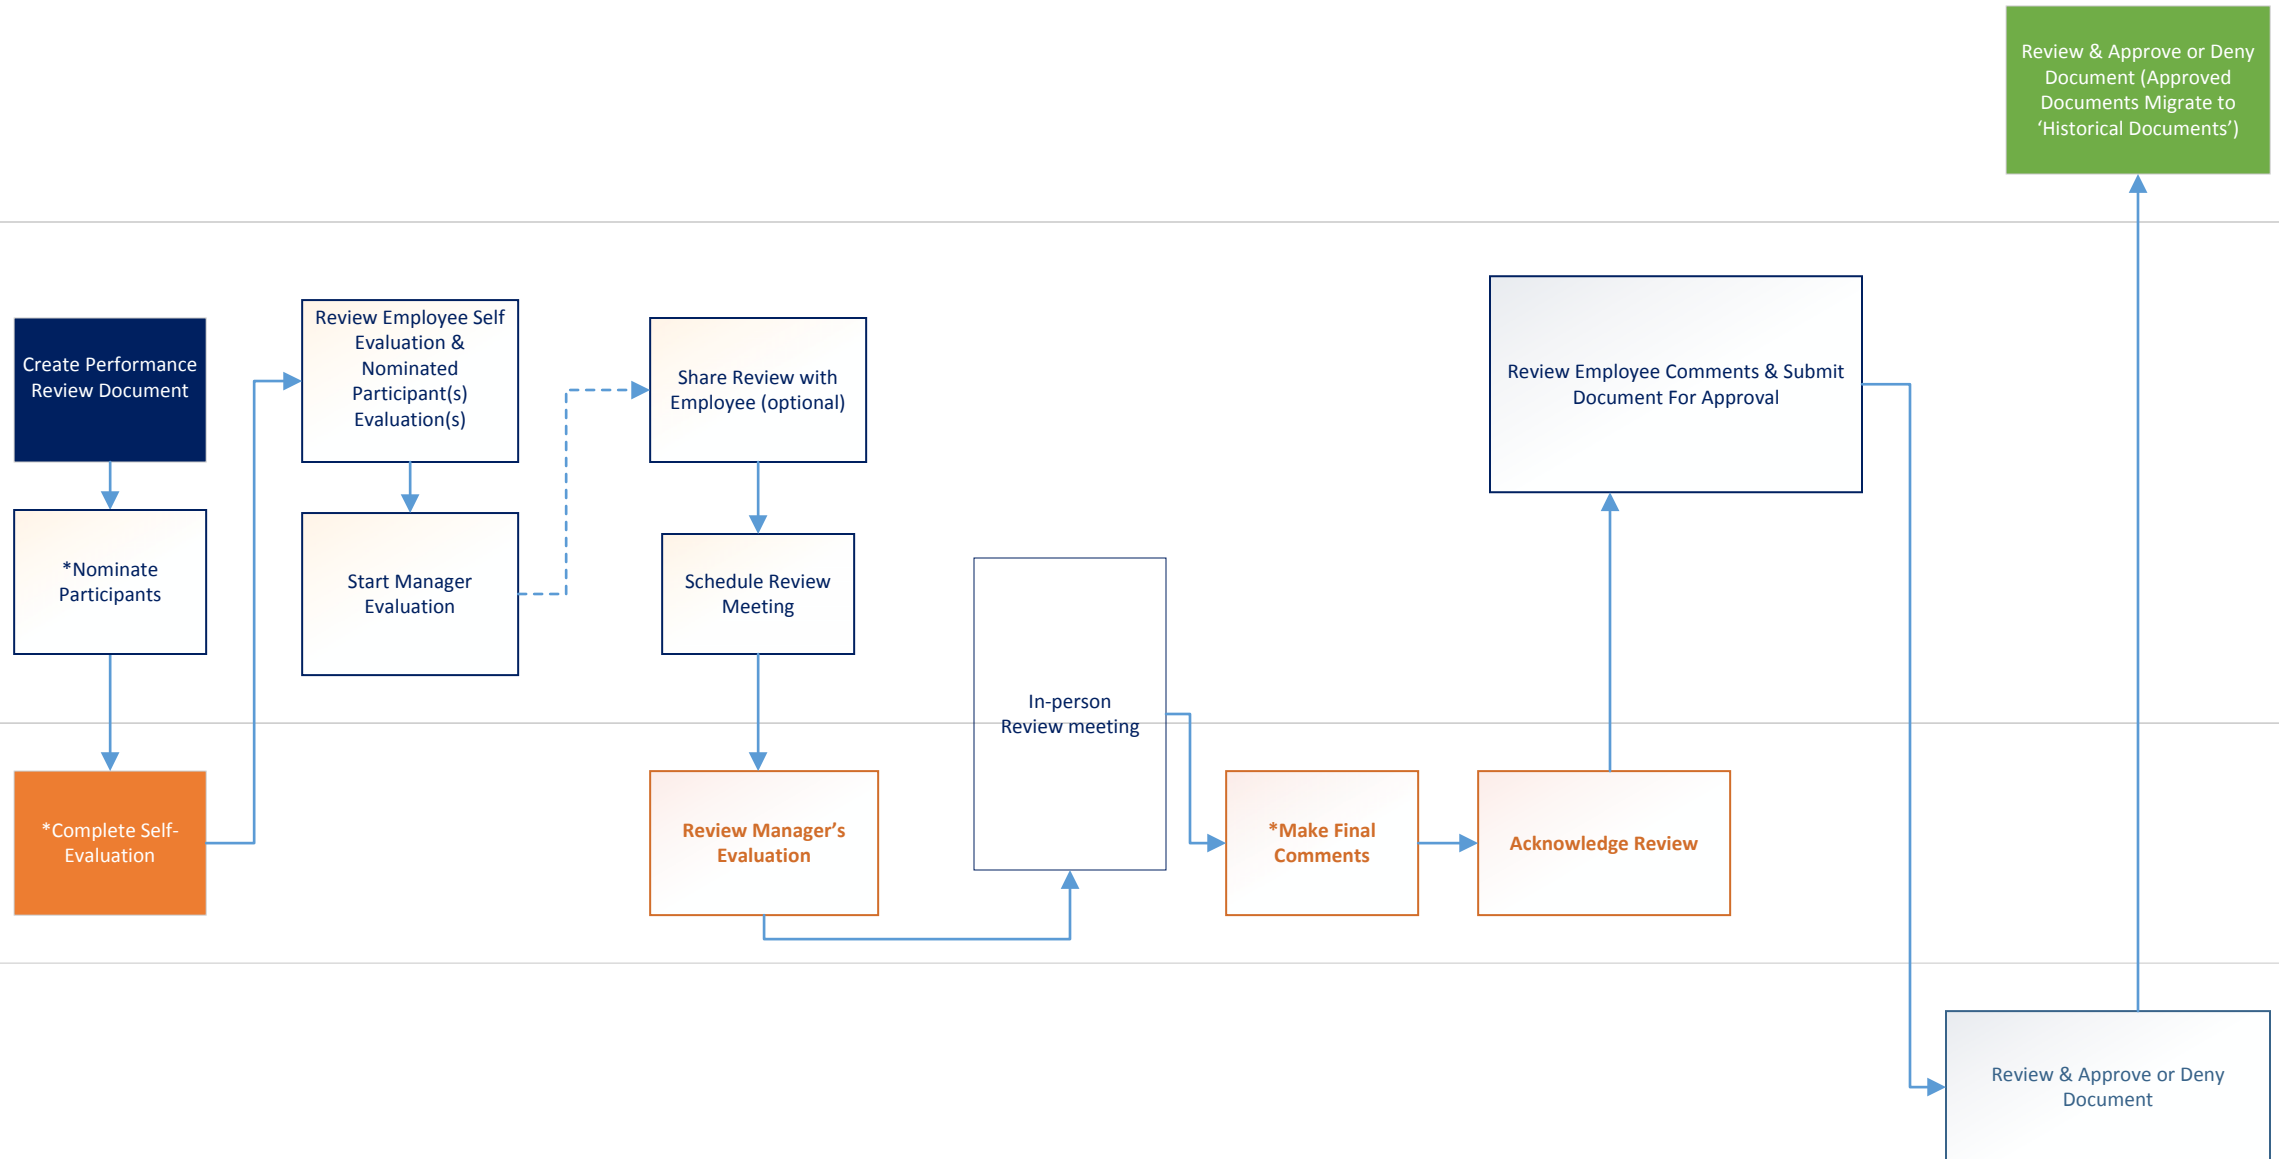 Review & Approve or Deny
Document (Approved
Documents Migrate to
‘Historical Documents’)
Create Performance
Review Document
Review Employee Self
Evaluation &
Nominated
Participant(s)
Evaluation(s)
Share Review with
Employee (optional)
Review Employee Comments & Submit
Document For Approval
*Nominate
Participants
Start Manager
Evaluation
Schedule Review
Meeting
In-person
Review meeting
*Complete Self-
Evaluation
Review Manager’s
Evaluation
*Make Final
Comments
Acknowledge Review
Review & Approve or Deny
Document